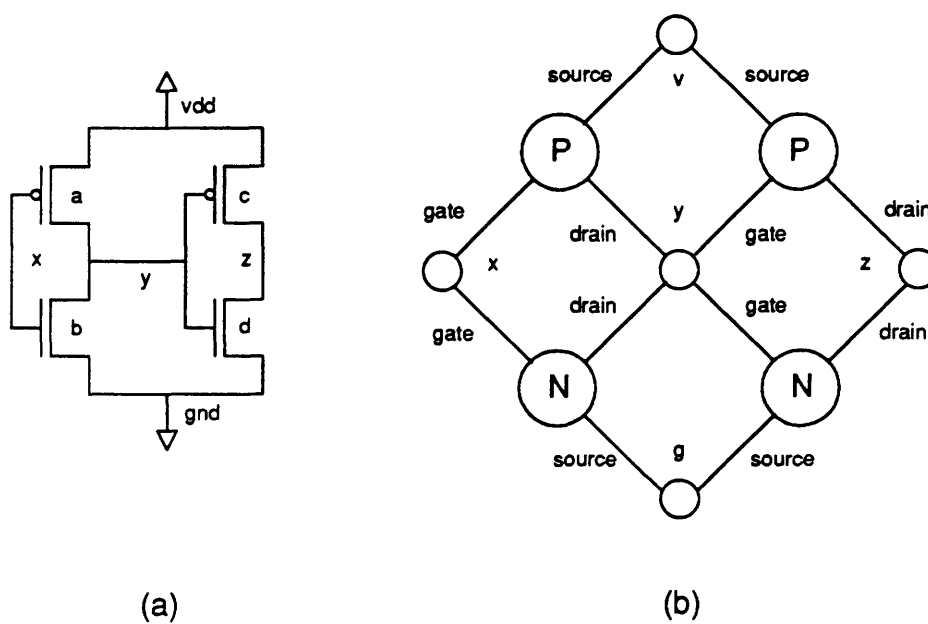 vdd
a
c
x
y
z
b
d
gnd
(a)
source
source
v
P
P
gate
drain
y
gate
drain
x
z
gate
drain
gate
drain
N
N
source
g
source
(b)